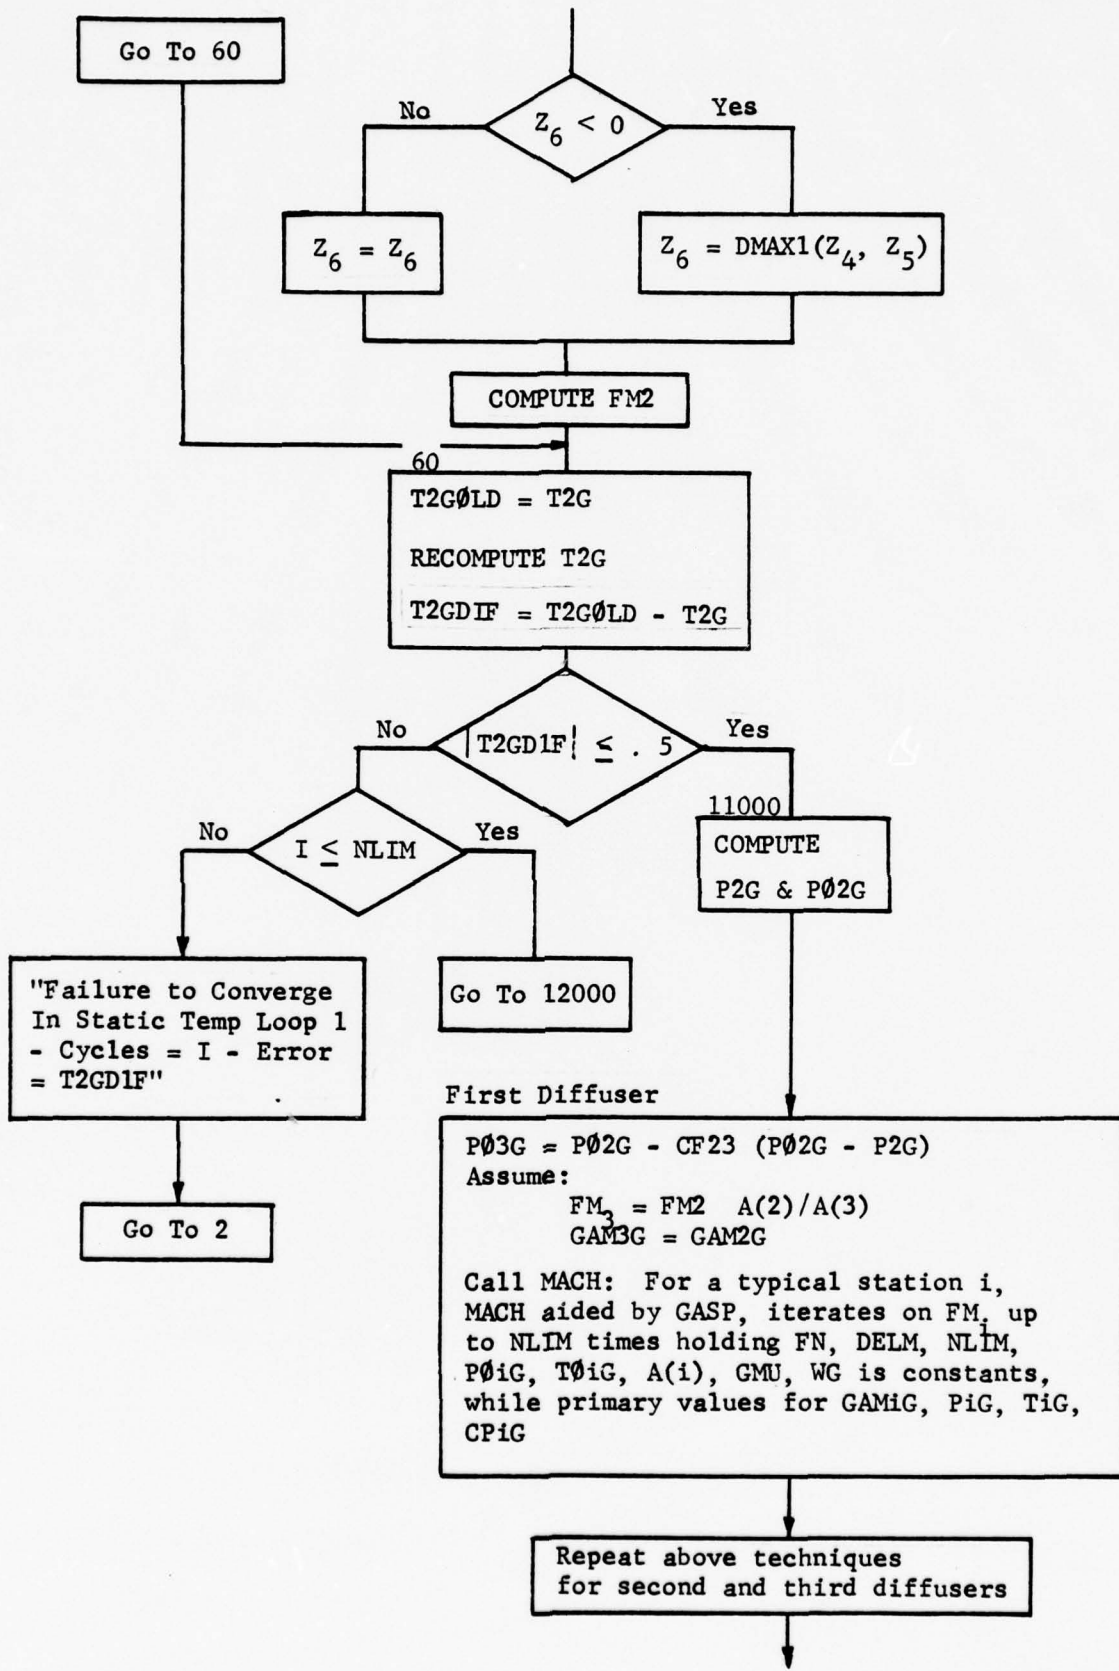 Go To 60
No
Z6 < 0
Yes
Z6 = Z6
Z6 = DMAX1(Z4, Z5)
COMPUTE FM2
60
T2GØLD = T2G
RECOMPUTE T2G
T2GDIF = T2GØLD - T2G
No
|T2GD1F| ≤ . 5
Yes
No
I ≤ NLIM
Yes
11000
COMPUTE
P2G & PØ2G
"Failure to Converge
In Static Temp Loop 1
- Cycles = I - Error
= T2GD1F"
Go To 12000
Go To 2
First Diffuser
PØ3G = PØ2G - CF23 (PØ2G - P2G)
Assume:
FM3 = FM2 A(2)/A(3)
GAM3G = GAM2G
Call MACH: For a typical station i,
MACH aided by GASP, iterates on FMi up
to NLIM times holding FN, DELM, NLIM,
PØiG, TØiG, A(i), GMU, WG is constants,
while primary values for GAMiG, PiG, TiG,
CPiG
Repeat above techniques
for second and third diffusers